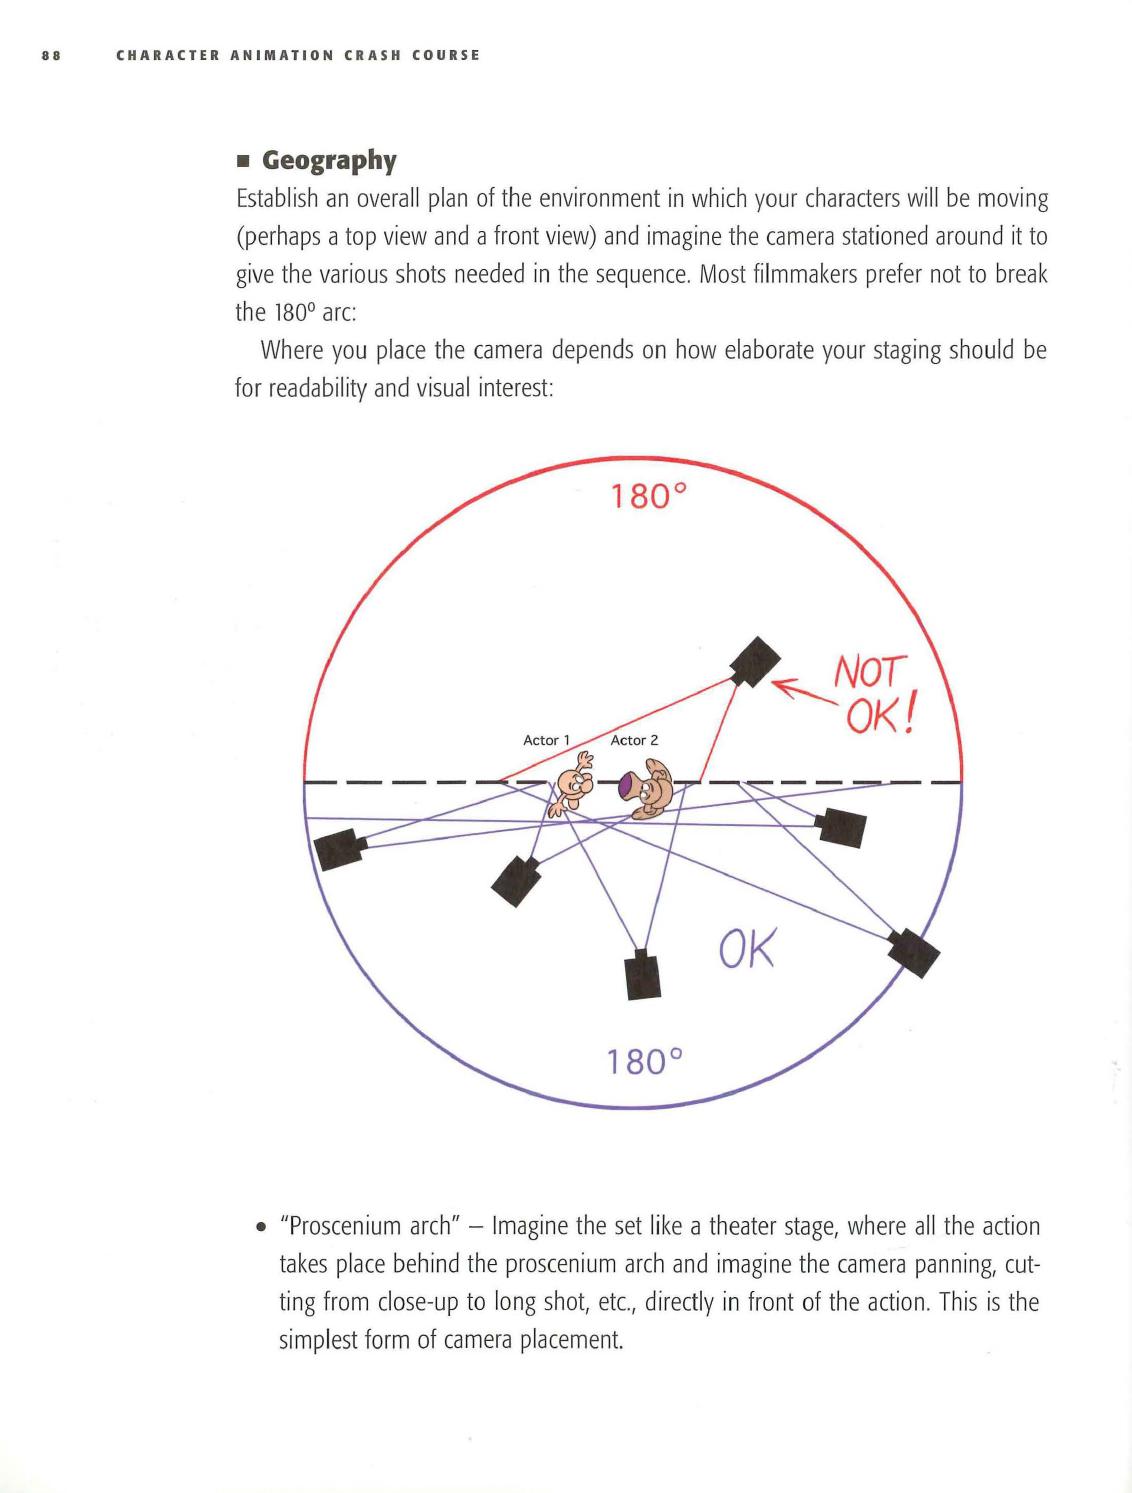 88 CHARACTER ANIMATION CRASH COURSE
■ Geography
Establish an overall plan of the environment in which your characters will be moving
(perhaps a top view and a front view) and imagine the camera stationed around it to
give the various shots needed in the sequence. Most filmmakers prefer not to break
the 180º arc:
Where you place the camera depends on how elaborate your staging should be
for readability and visual interest:
180°
NOT
OK!
Actor 1 Actor 2
OK
180°
• “Proscenium arch” – Imagine the set like a theater stage, where all the action
takes place behind the proscenium arch and imagine the camera panning, cut-
ting from close-up to long shot, etc., directly in front of the action. This is the
simplest form of camera placement.